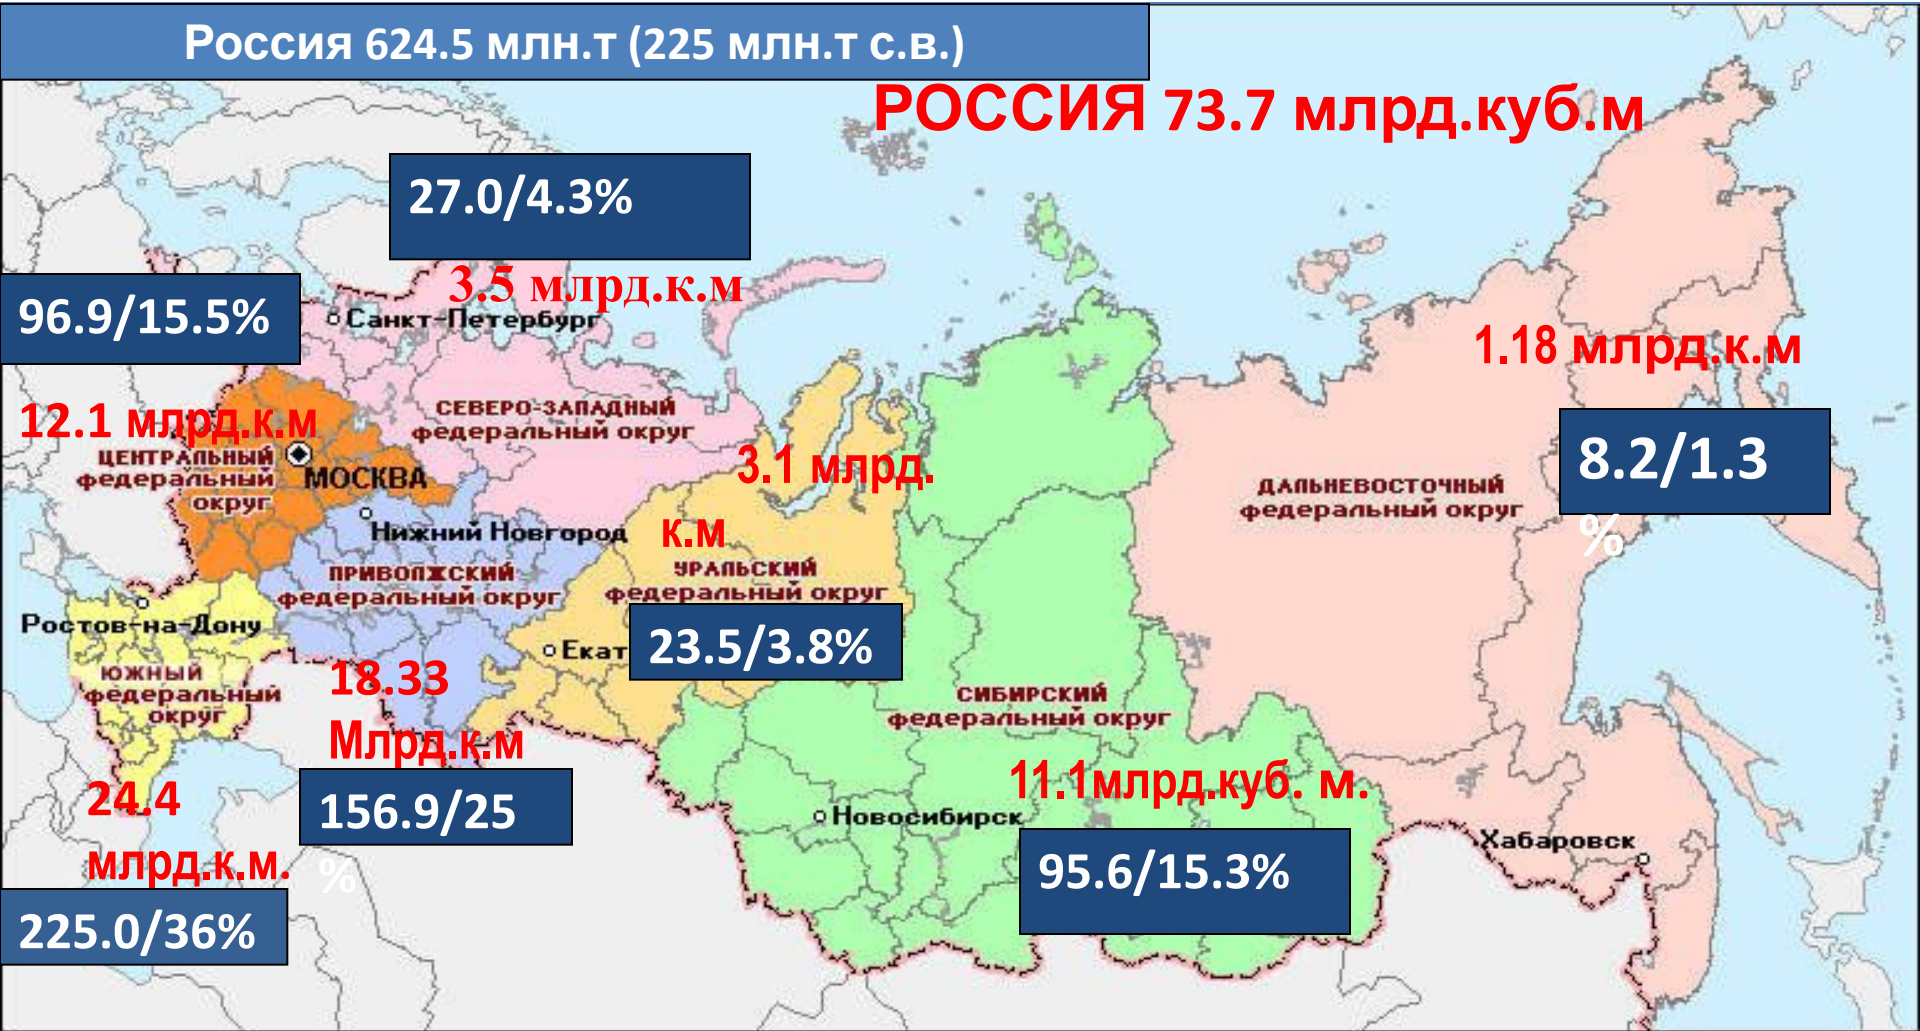 Россия 624.5 млн.т (225 млн.т с.в.)
РОССИЯ 73.7 млрд.куб.м
27.0/4.3%
3.5 млрд.к.м
96.9/15.5%
Санкт-Петербург
1.18 млрд.к.м
12.1 млрд.к.м
СЕВЕРО-ЗАПАДНЫЙ
федеральный округ
8.2/1.3
%
ЦЕНТРАЛЬНЫЙ
федеральный
округ
МОСКВА
3.1 млрд.
к.м
ДАЛЬНЕВОСТОЧНЫЙ
федеральный округ
Нижний Новгород
ПРИВОЛЖСКИЙ
федеральный округ
УРАЛЬСКИЙ
федеральный округ
23.5/3.8%
Ростов-на-Дону
Екат
ЮЖНЫЙ
федеральный
округ
18.33
Млрд.к.м
СИБИРСКИЙ
федеральный округ
156.9/25
%
24.4
млрд.к.м.
11.1млрд.куб. м.
Новосибирск
Хабаровск
95.6/15.3%
225.0/36%